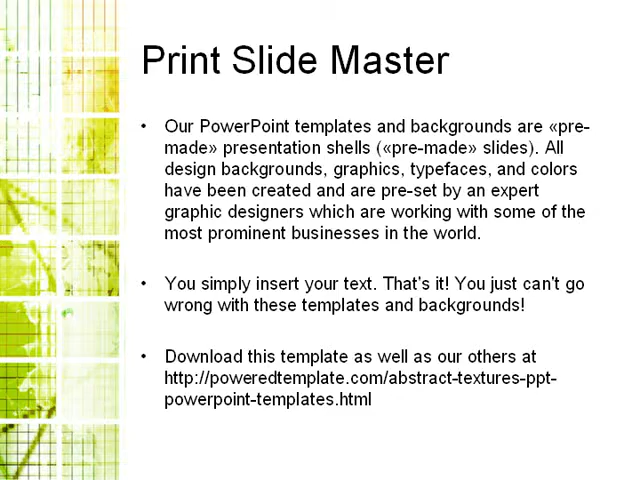 Print Slide Master
• Our PowerPoint templates and backgrounds are «pre-
made» presentation shells («pre-made» slides). All
design backgrounds, graphics, typefaces, and colors
have been created and are pre-set by an expert
graphic designers which are working with some of the
most prominent businesses in the world.
• You simply insert your text. That's it! You just can't go
wrong with these templates and backgrounds!
• Download this template as well as our others at
http://poweredtemplate.com/abstract-textures-ppt-
powerpoint-templates.html